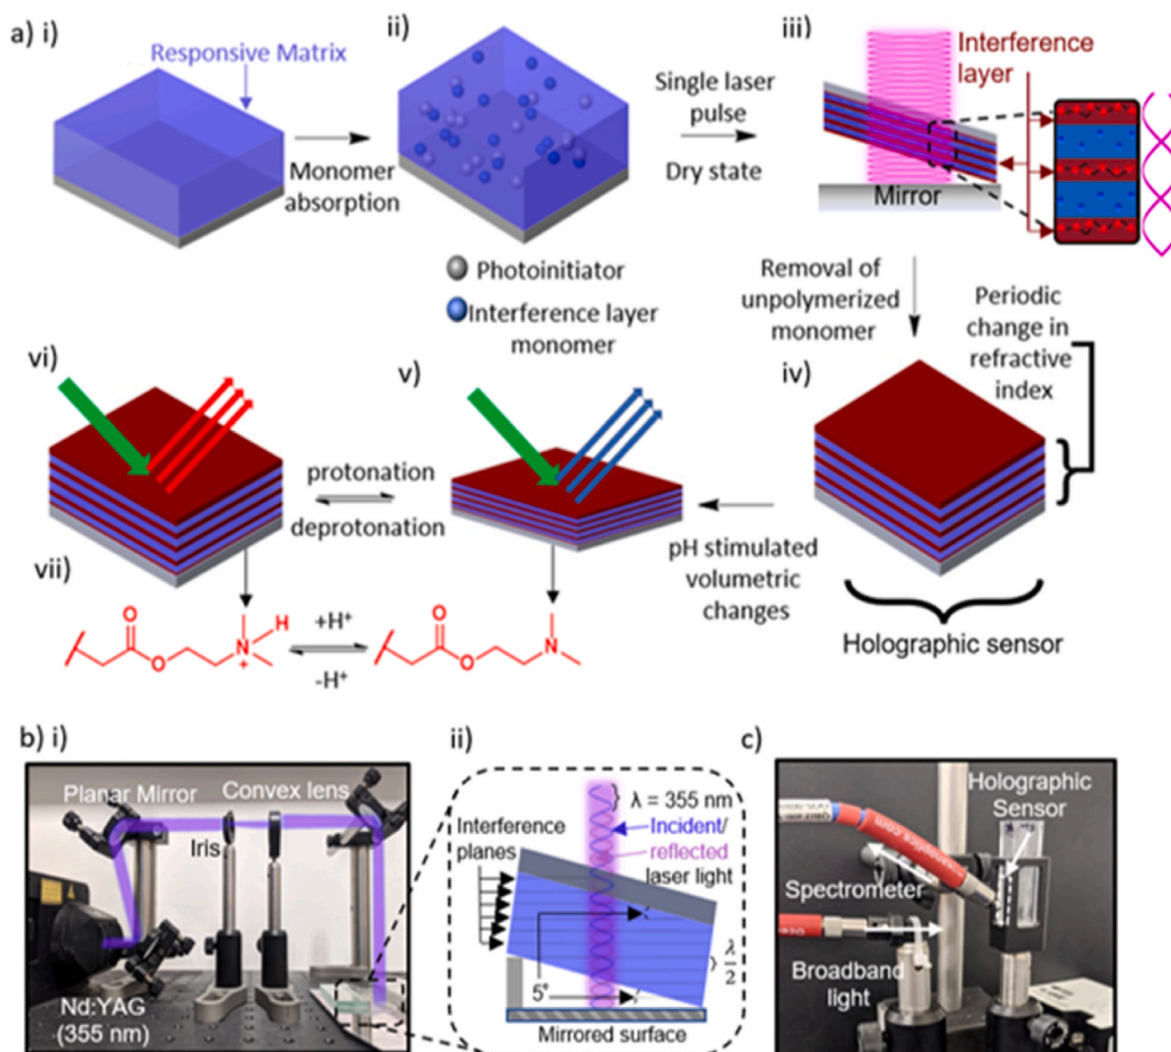 a) i)
Responsive Matrix
Monomer
absorption
ii)
Photoinitiator
Interference layer
monomer
Single laser
pulse
Dry state
iii)
Interference
layer
Mirror
Removal of
unpolymerized
monomer
Periodic
change in
refractive
index
iv)
Holographic sensor
pH stimulated
volumetric
changes
v)
protonation
deprotonation
vi)
vii)
O
O
N
H
+
+H⁺
-H⁺
O
O
N
b) i)
Planar Mirror
Convex lens
Iris
Nd:YAG
(355 nm)
ii)
λ = 355 nm
Incident/
reflected
laser light
Interference
planes
5°
λ
2
Mirrored surface
c)
Holographic
Sensor
Spectrometer
Broadband
light